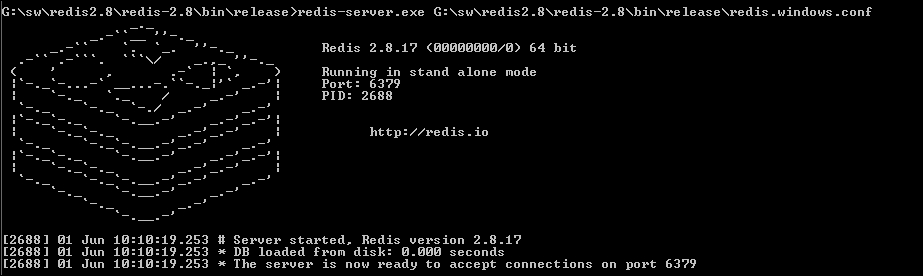 G:\sw\redis2.8\redis-2.8\bin\release>redis-server.exe G:\sw\redis2.8\redis-2.8\bin\release\redis.windows.conf
Redis 2.8.17 (00000000/0) 64 bit
Running in stand alone mode
Port: 6379
PID: 2688
http://redis.io
[2688] 01 Jun 10:10:19.253 # Server started, Redis version 2.8.17
[2688] 01 Jun 10:10:19.253 * DB loaded from disk: 0.000 seconds
[2688] 01 Jun 10:10:19.253 * The server is now ready to accept connections on port 6379